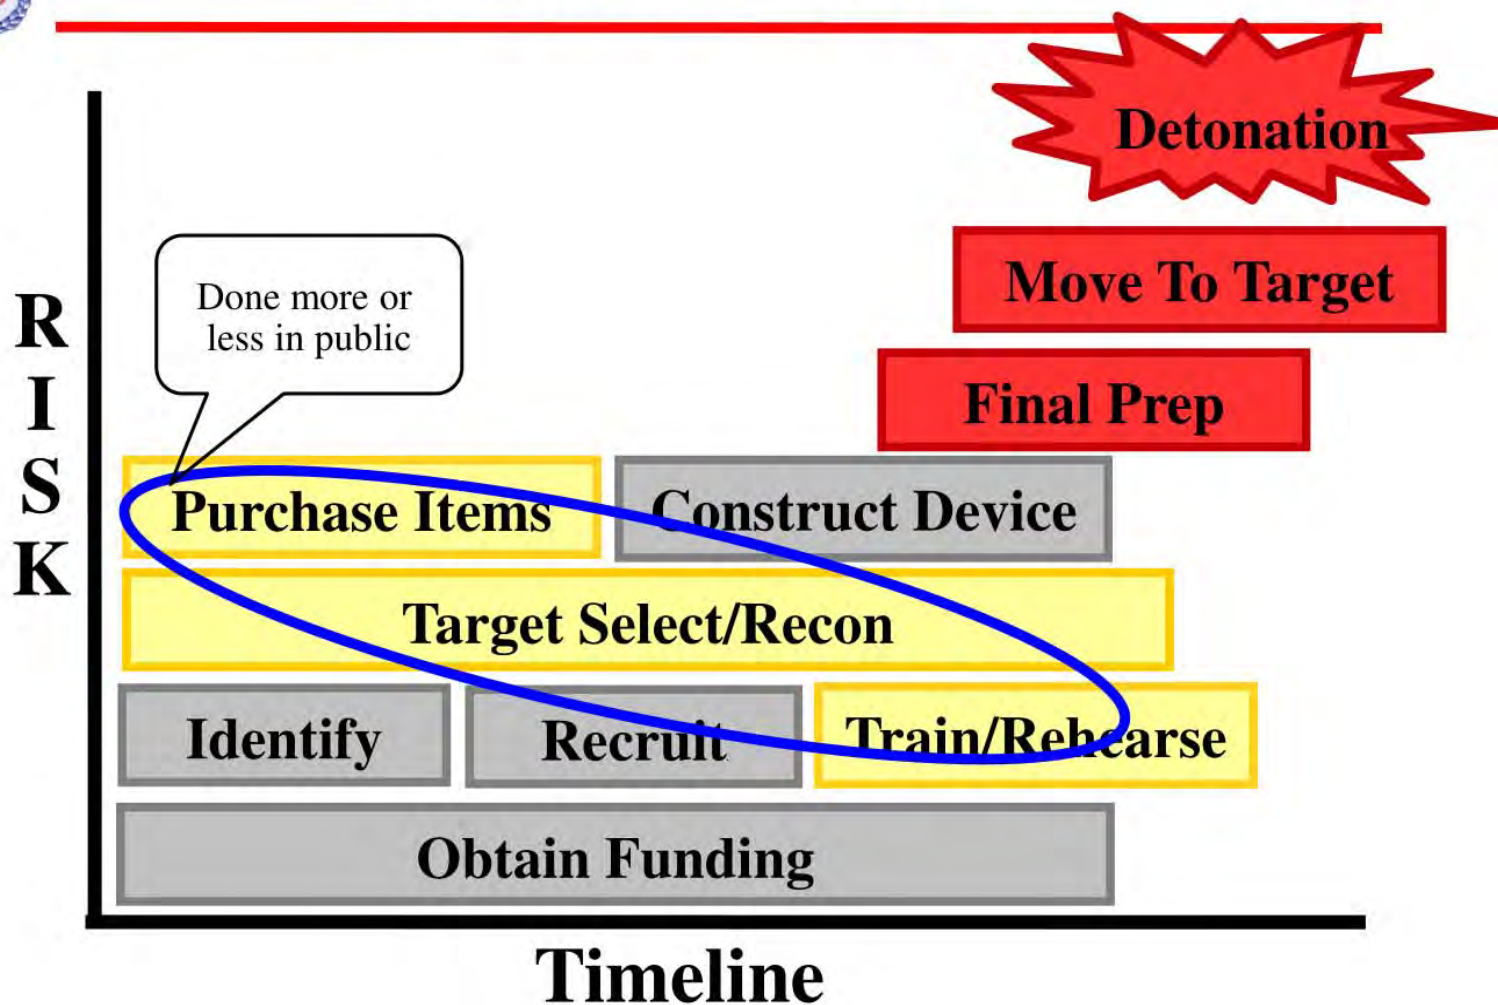 Detonation
Move To Target
Final Prep
Done more or
less in public
RISK
Purchase Items
Construct Device
Target Select/Recon
Identify
Recruit
Train/Rehearse
Obtain Funding
Timeline